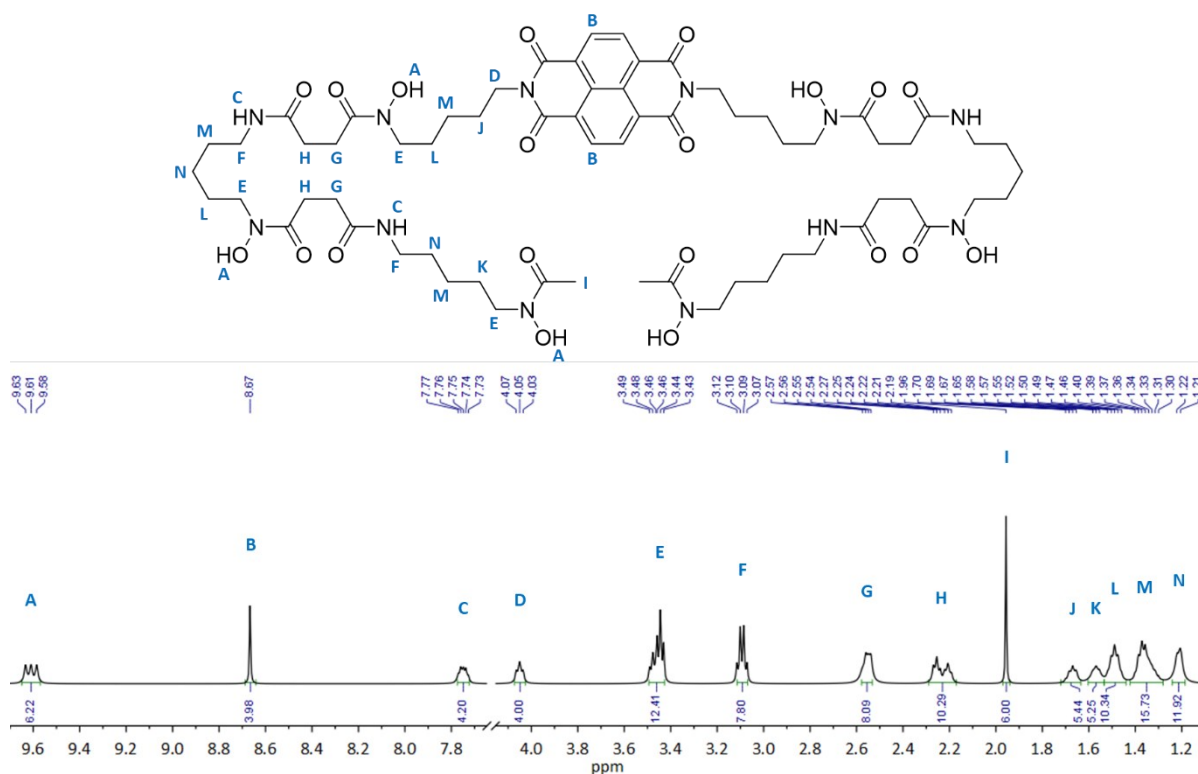 B
O O
A D
OH N N HO
C O O M O O
HN N J O O N NH
M B
F H G E L
N
E H G C
L O O
N N H H N N
HO O O N O O O O OH
A F K I
M N N
E OH HO
A
9.63 9.61 9.58 8.67 7.77 7.76 7.75 7.74 7.73 4.07 4.05 4.03 3.49 3.48 3.46 3.46 3.44 3.43 3.12 3.10 3.09 3.07 2.57 2.56 2.55 2.54 2.27 2.25 2.24 2.22 2.21 2.19 1.96 1.70 1.69 1.67 1.65 1.58 1.57 1.55 1.52 1.50 1.49 1.47 1.46 1.40 1.39 1.37 1.36 1.34 1.33 1.31 1.30 1.22 1.21
A B C D E F G H I J K L M N
6.22 3.98 4.20 4.00 12.41 7.80 8.09 10.29 6.00 5.44 5.25 10.34 15.73 11.92
9.6 9.4 9.2 9.0 8.8 8.6 8.4 8.2 8.0 7.8 4.0 3.8 3.6 3.4 3.2 3.0 2.8 2.6 2.4 2.2 2.0 1.8 1.6 1.4 1.2
ppm